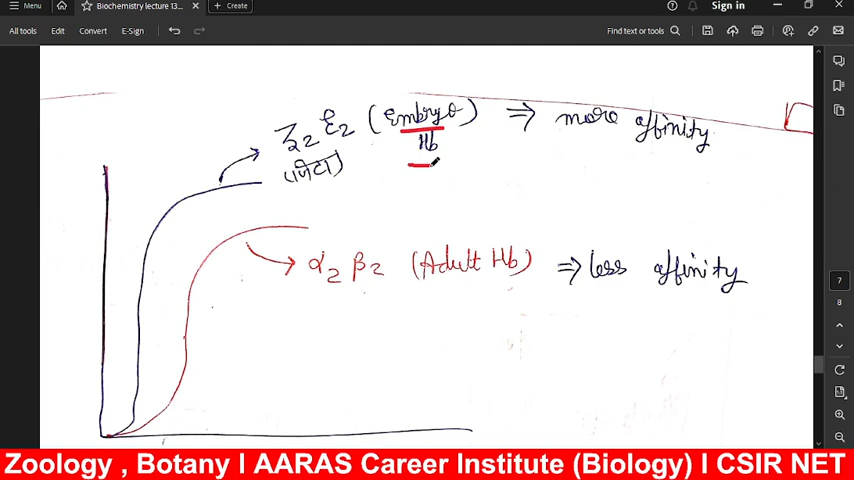 Menu
Biochemistry lecture 13...
Create
Sign in
All tools Edit Convert E-Sign
Find text or tools
ζ2 ε2 (Embryo Hb) ⇒ more affinity
(जिटा)
α2 β2 (Adult Hb) ⇒ less affinity
7
8
Zoology , Botany I AARAS Career Institute (Biology) I CSIR NET